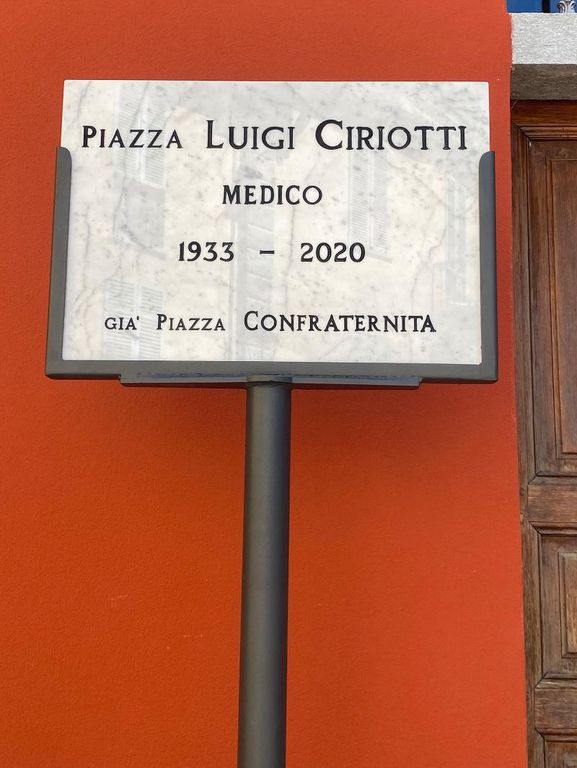 Piazza Luigi Ciriotti
MEDICO
1933 – 2020
GIA' Piazza Confraternita